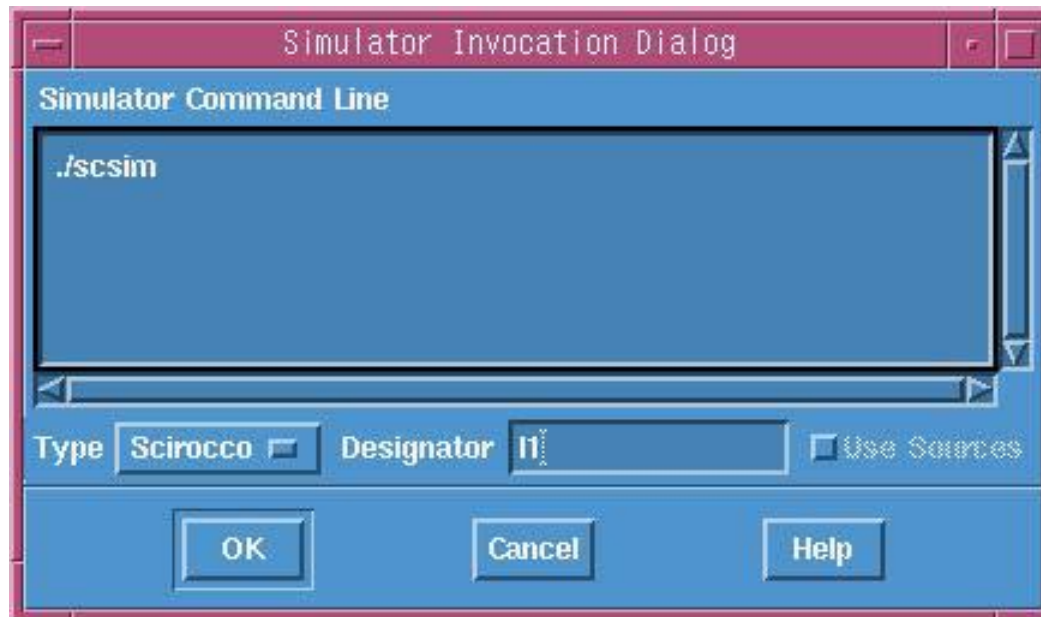 Simulator Invocation Dialog
Simulator Command Line
./scsim
Type Scirocco Designator I1 Use Sources
OK Cancel Help